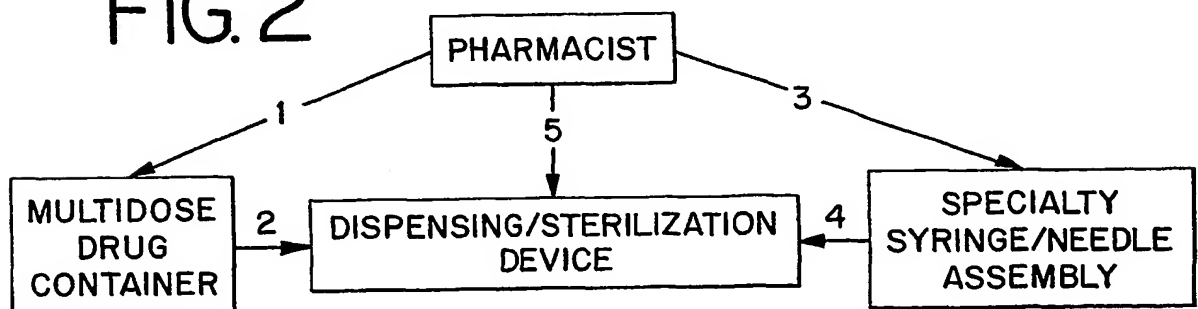 FIG. 2
PHARMACIST
1
5
3
MULTIDOSE
DRUG
CONTAINER
2
DISPENSING/STERILIZATION
DEVICE
4
SPECIALTY
SYRINGE/NEEDLE
ASSEMBLY